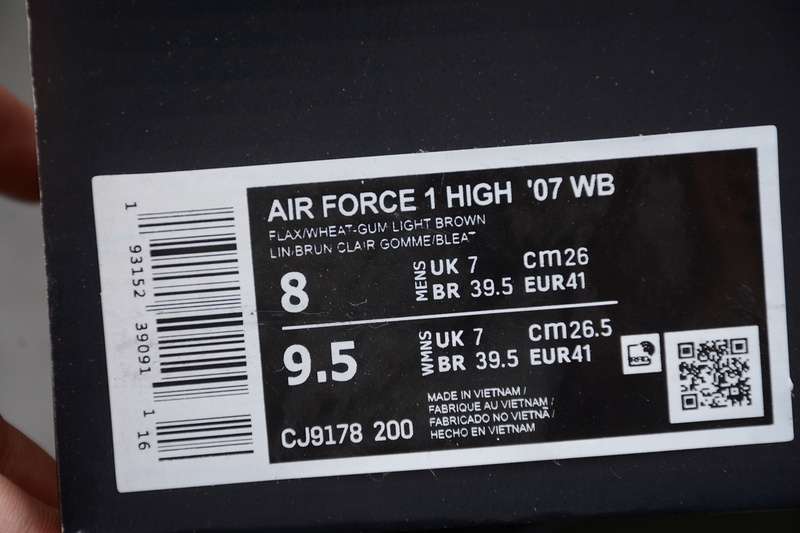 AIR FORCE 1 HIGH '07 WB
FLAX/WHEAT-GUM LIGHT BROWN
LIN/BRUN CLAIR GOMME/BLEAT
8
MENS
UK 7 cm26
BR 39.5 EUR41
9.5
WMNS
UK 7 cm26.5
BR 39.5 EUR41
CJ9178 200
MADE IN VIETNAM/
FABRIQUE AU VIETNAM/
FABRICADO NO VIETNÃ/
HECHO EN VIETNAM
1 93152 39091 1 16